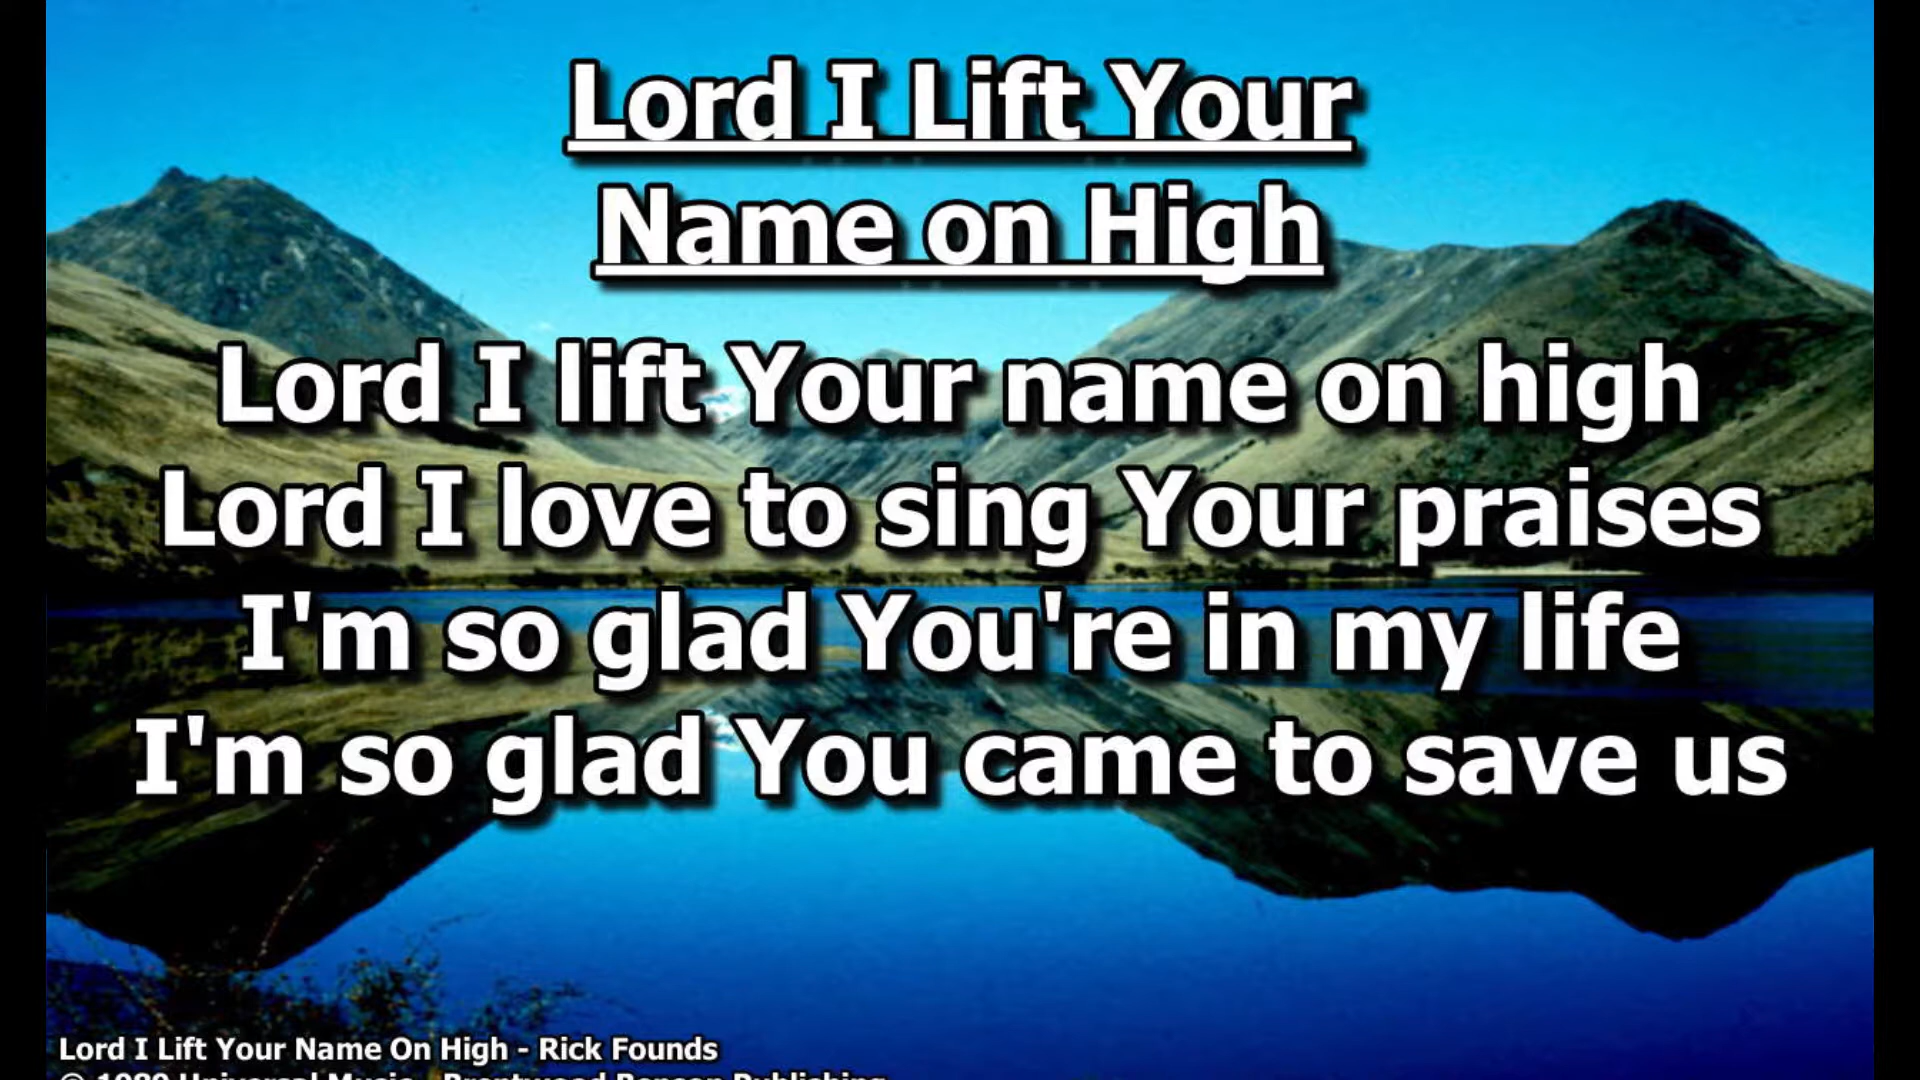 Lord I Lift Your
Name on High
Lord I lift Your name on high
Lord I love to sing Your praises
I'm so glad You're in my life
I'm so glad You came to save us
Lord I Lift Your Name On High - Rick Founds
© 1989 Universal Music - Brentwood Benson Publishing